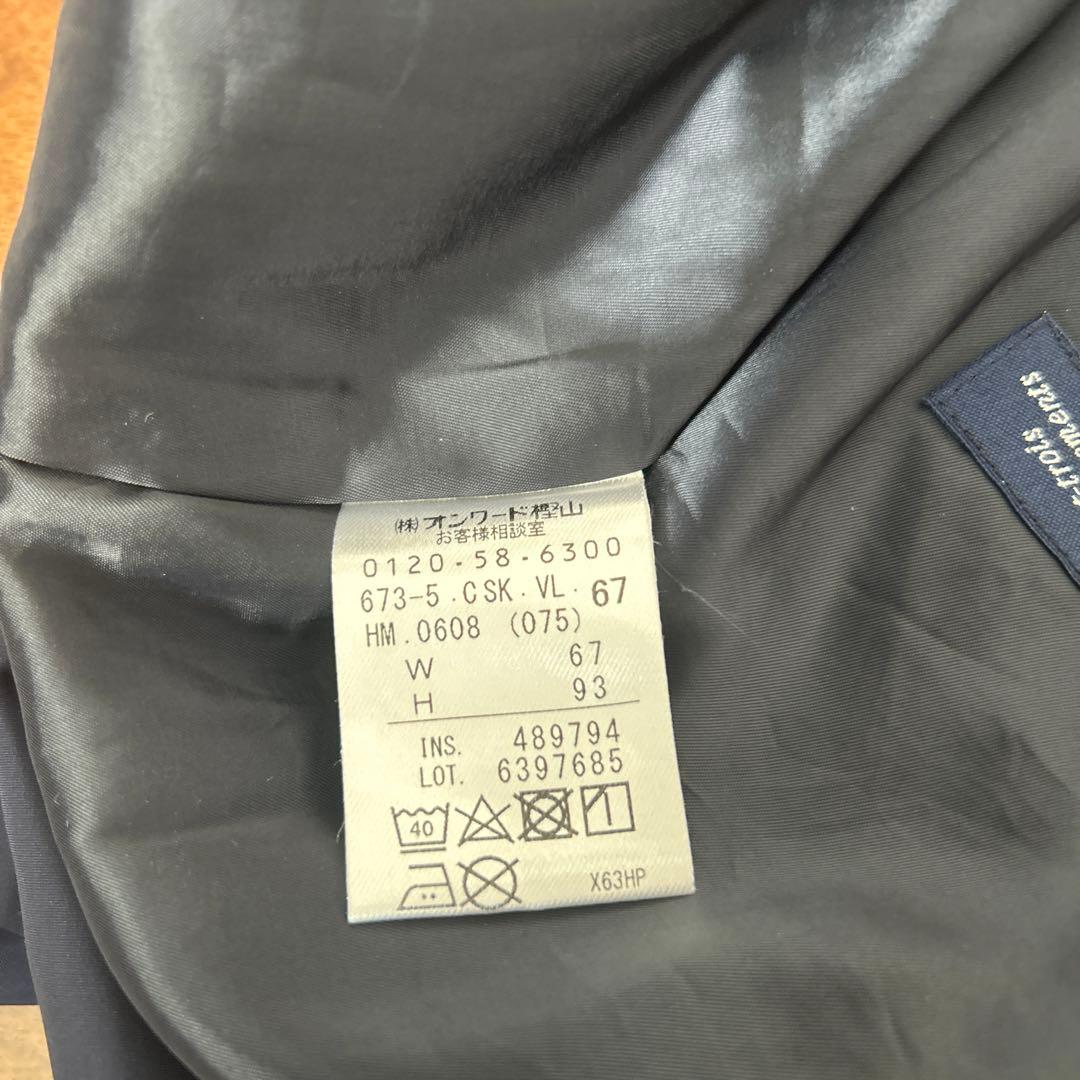 (株)オンワード樫山
お客様相談室
0120-58-6300
673-5.CSK.VL.67
HM.0608 (075)
W 67
H 93
INS. 489794
LOT. 6397685
40
X63HP
-trois